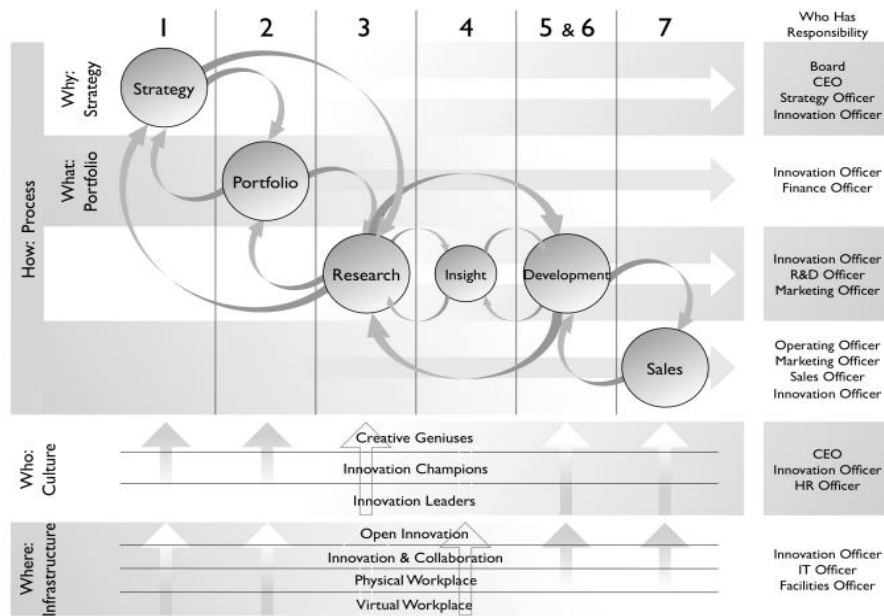 1 2 3 4 5 & 6 7
Who Has
Responsibility
How: Process
Why:
Strategy
Strategy
Board
CEO
Strategy Officer
Innovation Officer
What:
Portfolio
Portfolio
Innovation Officer
Finance Officer
Research
Insight
Development
Innovation Officer
R&D Officer
Marketing Officer
Sales
Operating Officer
Marketing Officer
Sales Officer
Innovation Officer
Who:
Culture
Creative Geniuses
Innovation Champions
Innovation Leaders
CEO
Innovation Officer
HR Officer
Where:
Infrastructure
Open Innovation
Innovation & Collaboration
Physical Workplace
Virtual Workplace
Innovation Officer
IT Officer
Facilities Officer